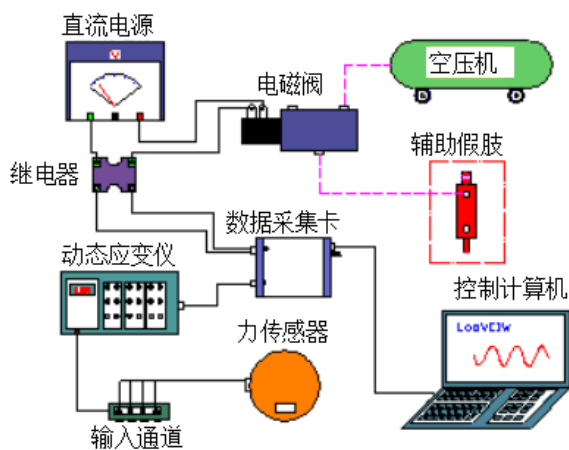 直流电源
V
电磁阀
空压机
继电器
辅助假肢
数据采集卡
动态应变仪
控制计算机
LabVIEW
力传感器
输入通道